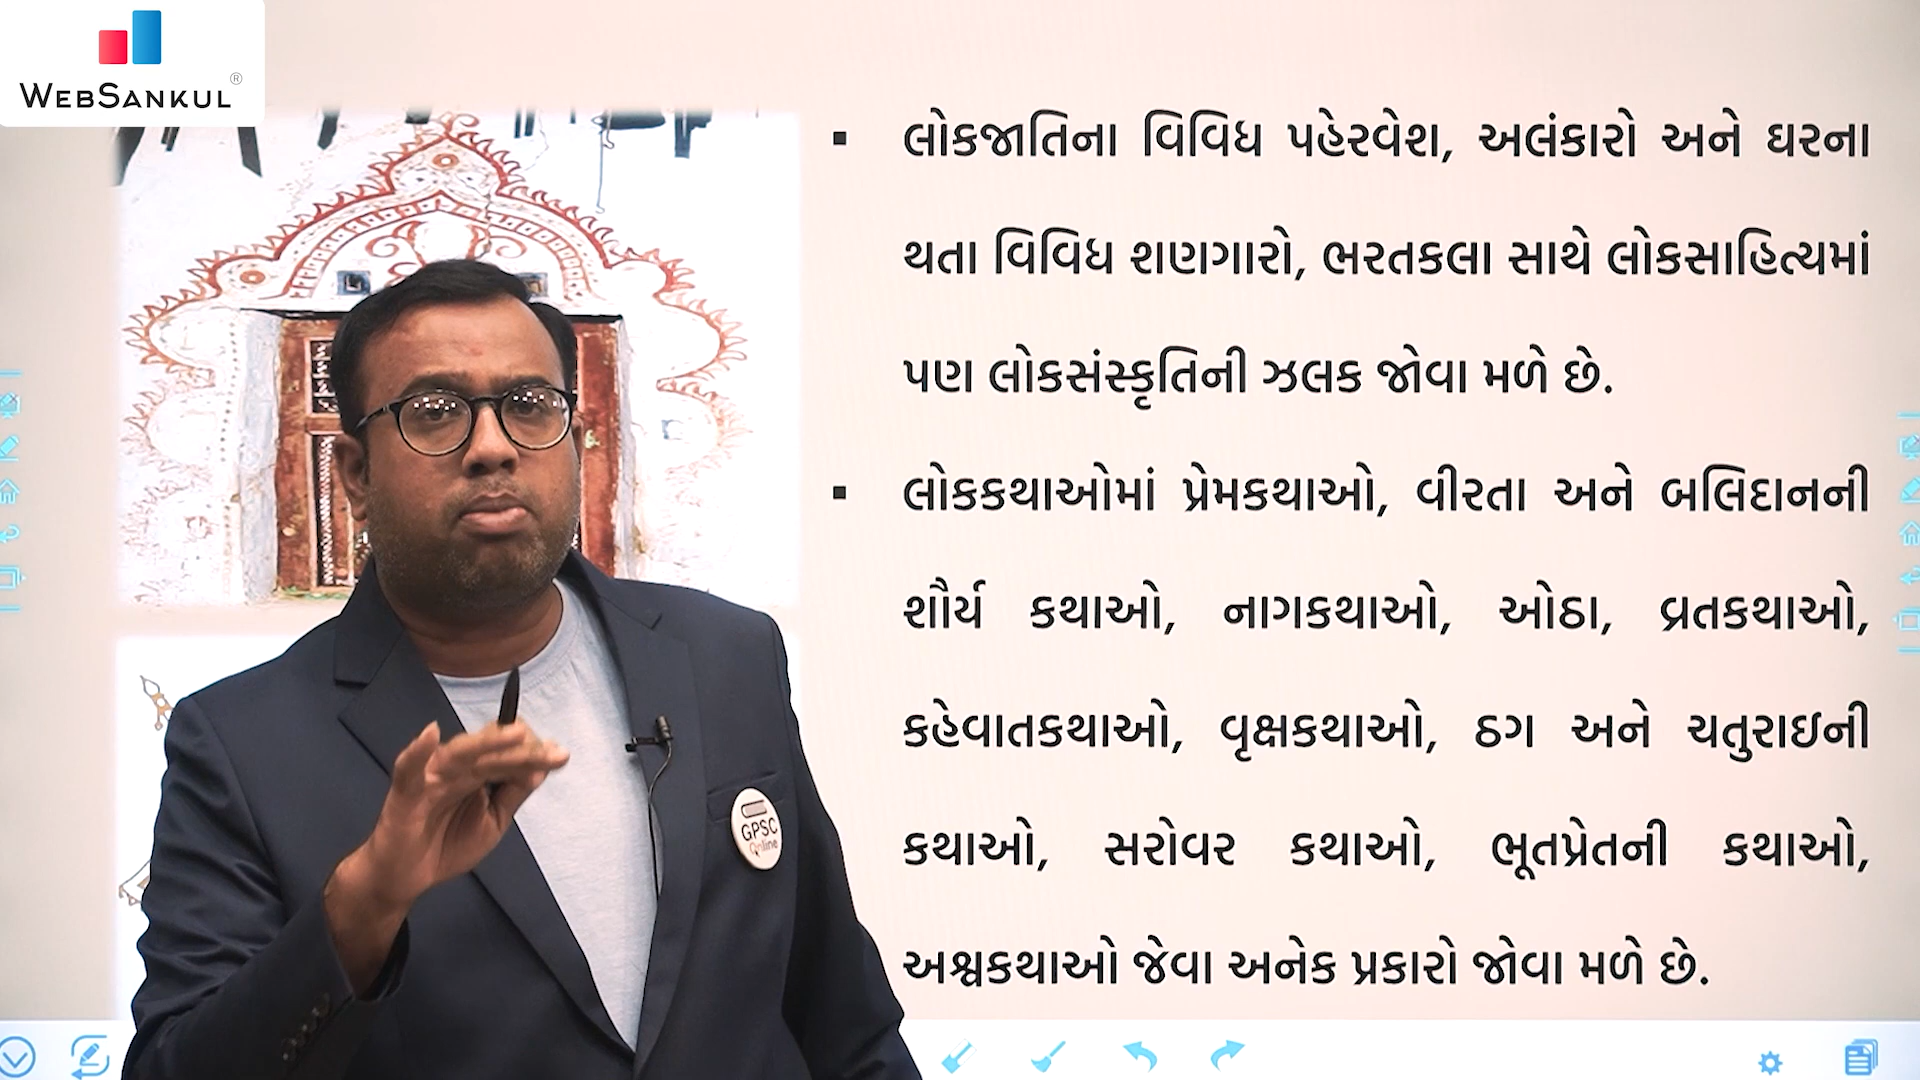 WEBSANKUL®
લોકજાતિના વિવિધ પહેરવેશ, અલંકારો અને ઘરના
થતા વિવિધ શણગારો, ભરતકલા સાથે લોકસાહિત્યમાં
પણ લોકસંસ્કૃતિની ઝલક જોવા મળે છે.
લોકકથાઓમાં પ્રેમકથાઓ, વીરતા અને બલિદાનની
શૌર્ય કથાઓ, નાગકથાઓ, ઓઠા, વ્રતકથાઓ,
કહેવાતકથાઓ, વૃક્ષકથાઓ, ઠગ અને ચતુરાઇની
કથાઓ, સરોવર કથાઓ, ભૂતપ્રેતની કથાઓ,
અશ્વકથાઓ જેવા અનેક પ્રકારો જોવા મળે છે.
GPSC
Online